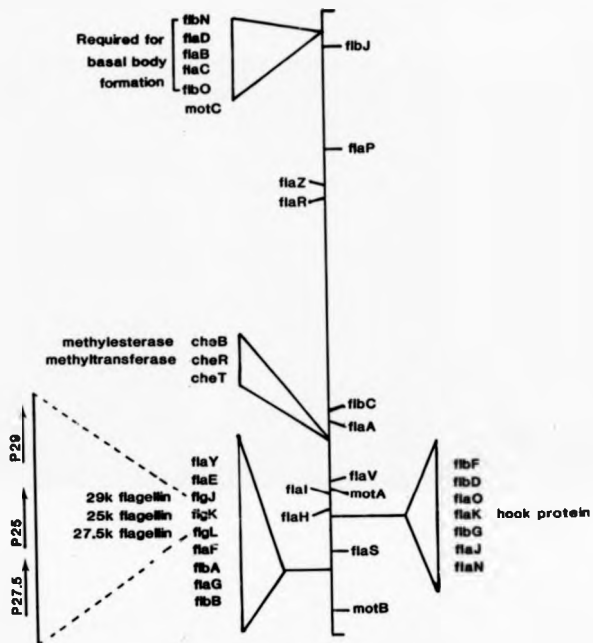 flbN
Required for flaD
flaB
basal body
flaC
formation
flbO
motC
flbJ
flaP
flaZ
flaR
methylesterase cheB
methyltransferase cheR
cheT
flbC
flaA
P29
P25
P27.5
flaY
flaE
29k flagellin flgJ
25k flagellin flgK
27.5k flagellin flgL
flaF
flbA
flaG
flbB
flaV
flaI
motA
flaH
flaS
motB
flbF
flbD
flaO
flaK hook protein
flbG
flaJ
flaN